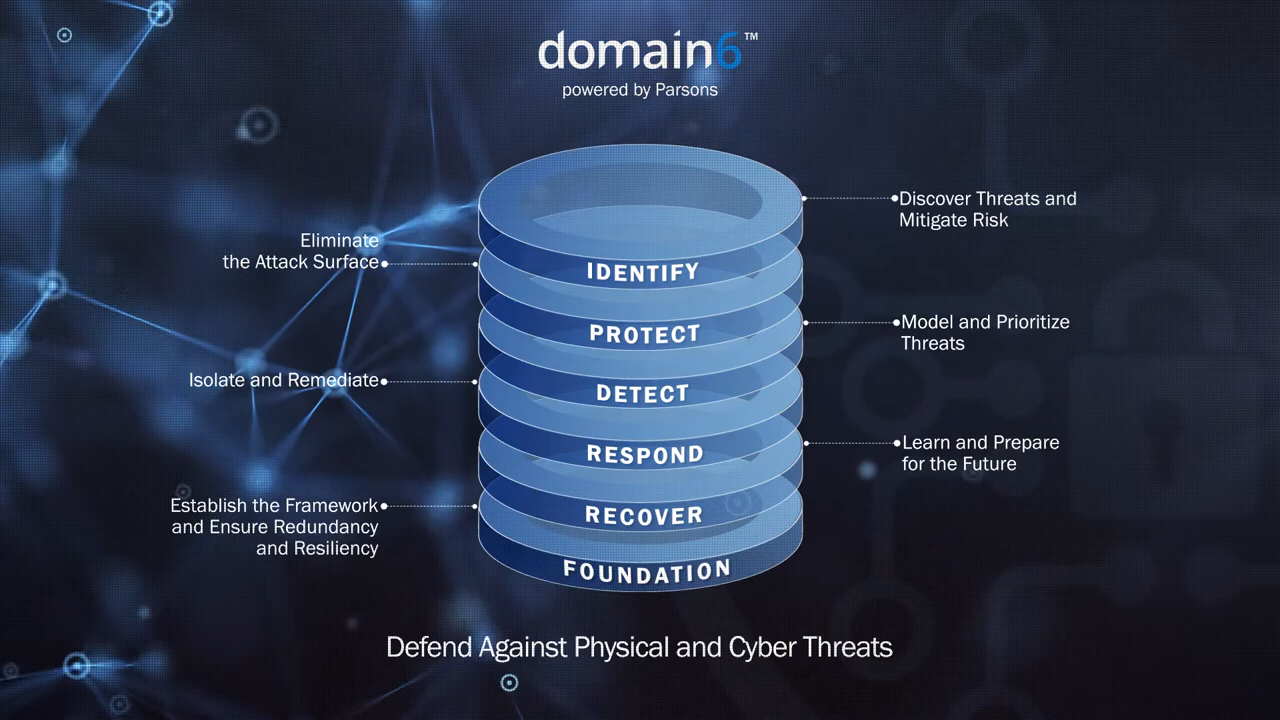 domain6™
powered by Parsons
Discover Threats and
Mitigate Risk
Eliminate
the Attack Surface
IDENTIFY
PROTECT
Model and Prioritize
Threats
Isolate and Remediate
DETECT
RESPOND
Learn and Prepare
for the Future
Establish the Framework
and Ensure Redundancy
and Resiliency
RECOVER
FOUNDATION
Defend Against Physical and Cyber Threats